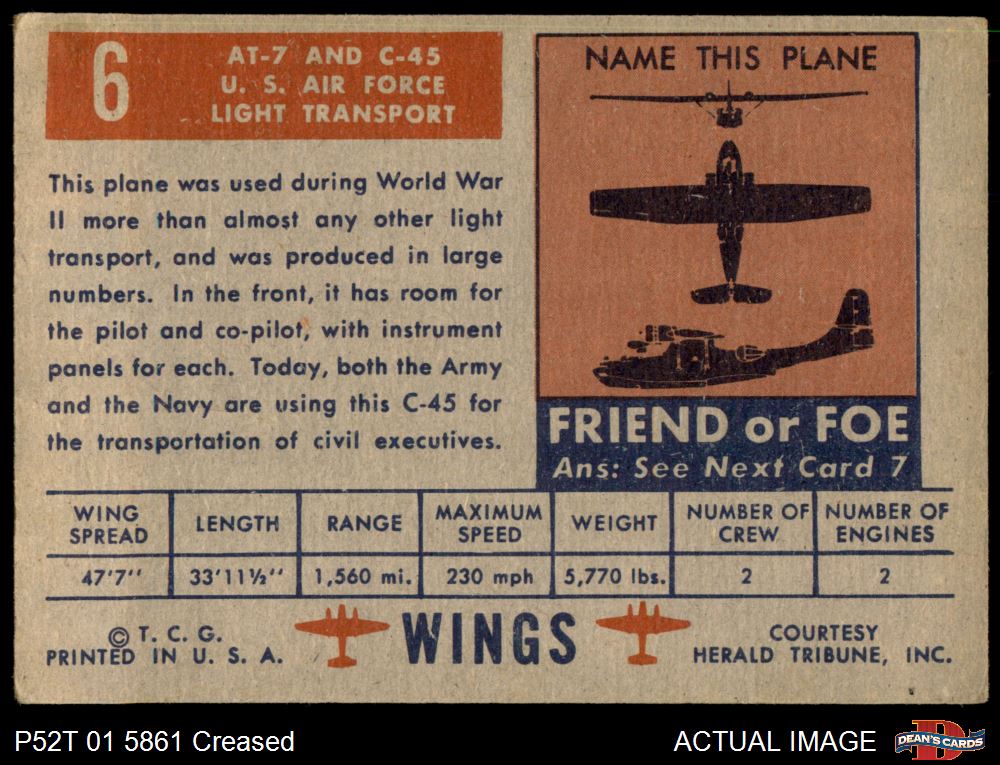 6
AT-7 AND C-45
U. S. AIR FORCE
LIGHT TRANSPORT
This plane was used during World War
II more than almost any other light
transport, and was produced in large
numbers. In the front, it has room for
the pilot and co-pilot, with instrument
panels for each. Today, both the Army
and the Navy are using this C-45 for
the transportation of civil executives.
NAME THIS PLANE
FRIEND or FOE
Ans: See Next Card 7
WING SPREAD LENGTH RANGE MAXIMUM SPEED WEIGHT NUMBER OF CREW NUMBER OF ENGINES
47'7'' 33'11½'' 1,560 mi. 230 mph 5,770 lbs. 2 2
© T. C. G.
PRINTED IN U. S. A.
WINGS
COURTESY
HERALD TRIBUNE, INC.
P52T 01 5861 Creased
ACTUAL IMAGE
D
DEAN'S CARDS